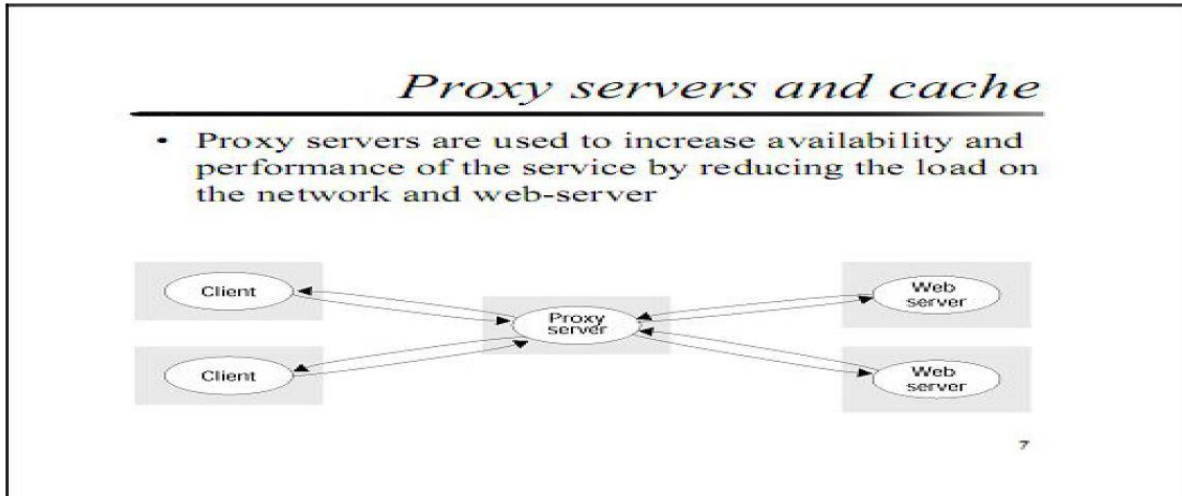 Proxy servers and cache
• Proxy servers are used to increase availability and
performance of the service by reducing the load on
the network and web-server
Client
Web
server
Proxy
server
Client
Web
server
7